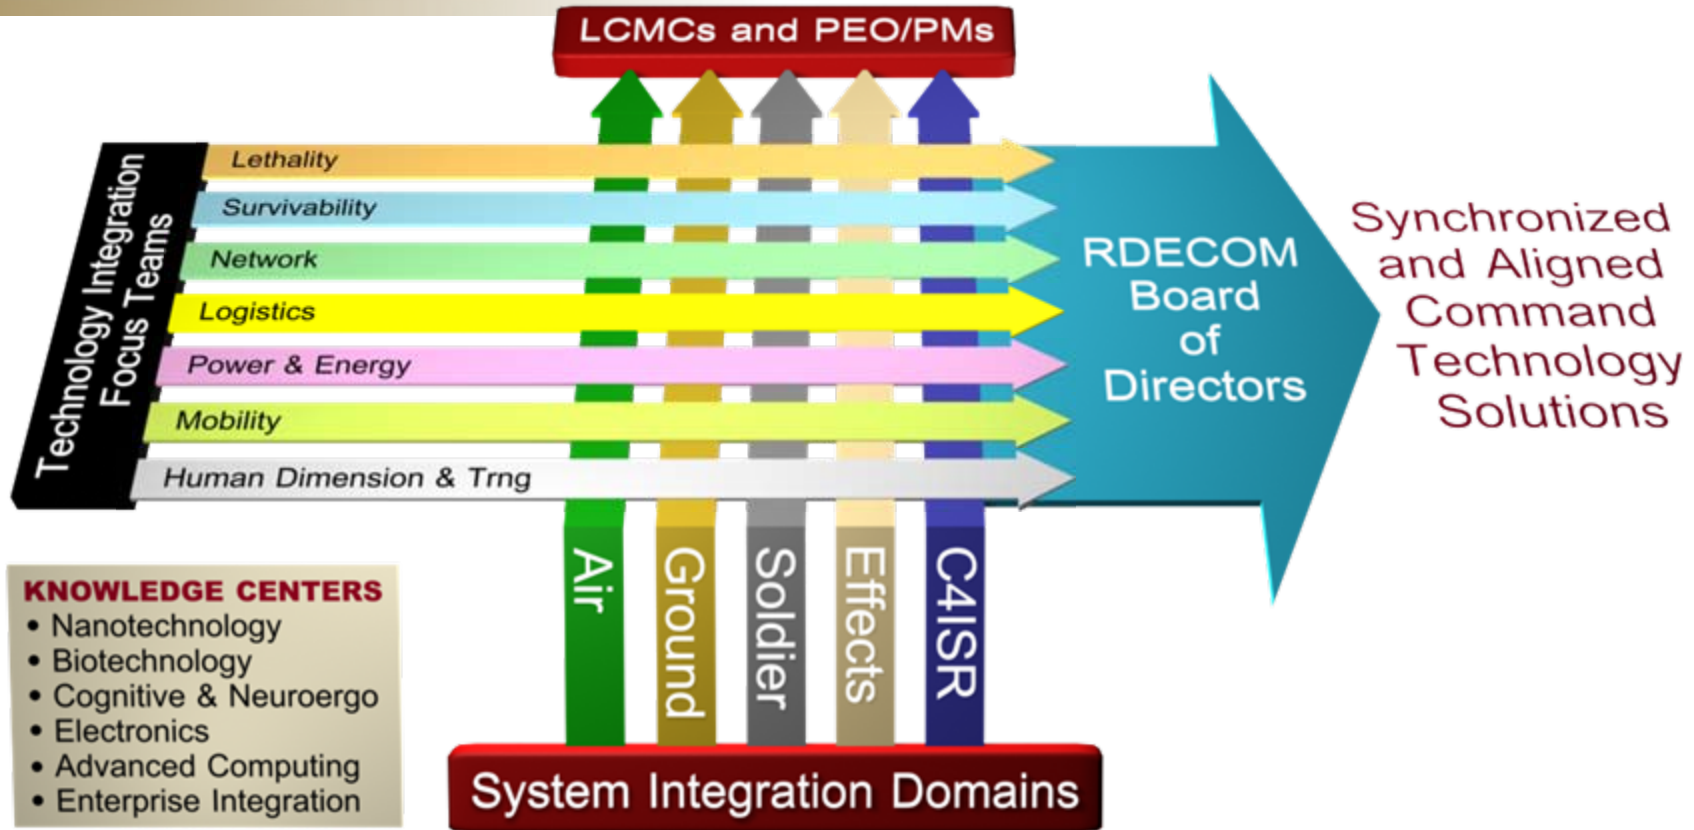 LCMCs and PEO/PMs
Technology Integration
Focus Teams
Lethality
Survivability
Network
Logistics
Power & Energy
Mobility
Human Dimension & Trng
RDECOM
Board
of
Directors
Synchronized
and Aligned
Command
Technology
Solutions
Air
Ground
Soldier
Effects
C4ISR
System Integration Domains
KNOWLEDGE CENTERS
• Nanotechnology
• Biotechnology
• Cognitive & Neuroergo
• Electronics
• Advanced Computing
• Enterprise Integration